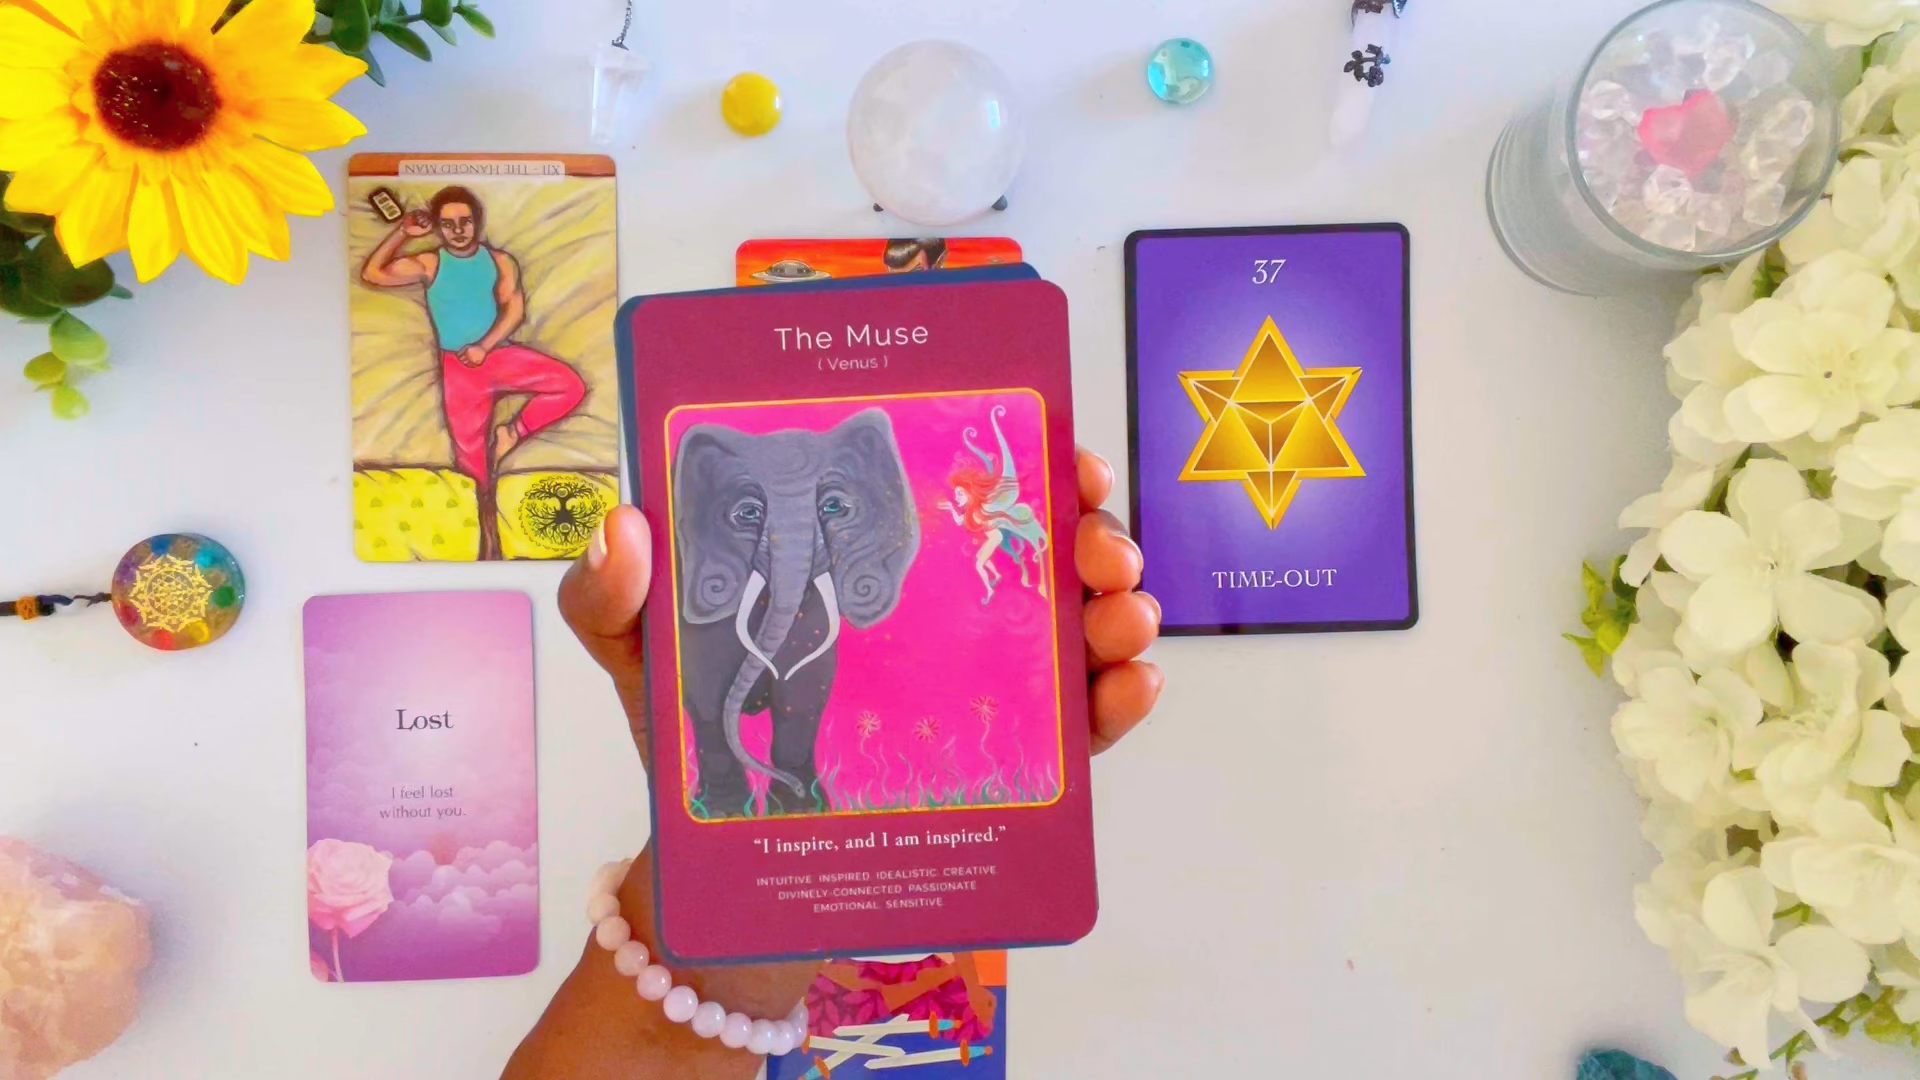 XII - THE HANGED MAN
The Muse
( Venus )
"I inspire, and I am inspired."
INTUITIVE INSPIRED IDEALISTIC CREATIVE
DIVINELY-CONNECTED PASSIONATE
EMOTIONAL SENSITIVE
37
TIME-OUT
Lost
I feel lost
without you.